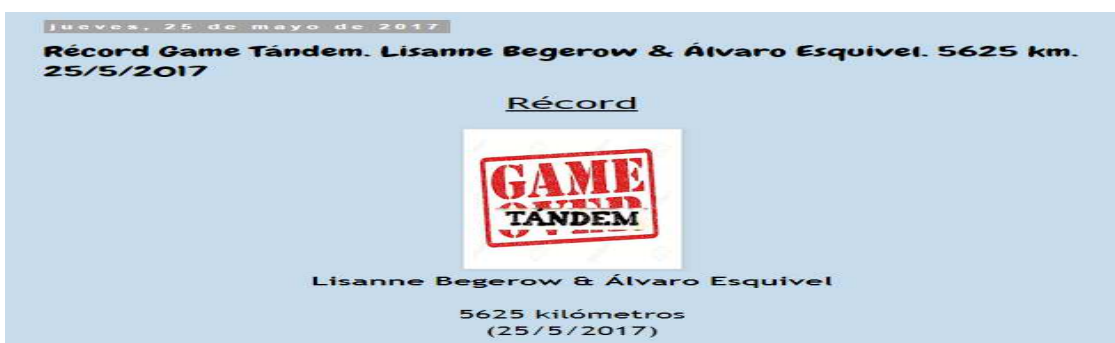 jueves, 25 de mayo de 2017
Récord Game Tándem. Lisanne Begerow & Álvaro Esquivel. 5625 km.
25/5/2017
Récord
GAME
OVER
TÁNDEM
Lisanne Begerow & Álvaro Esquivel
5625 kilómetros
(25/5/2017)